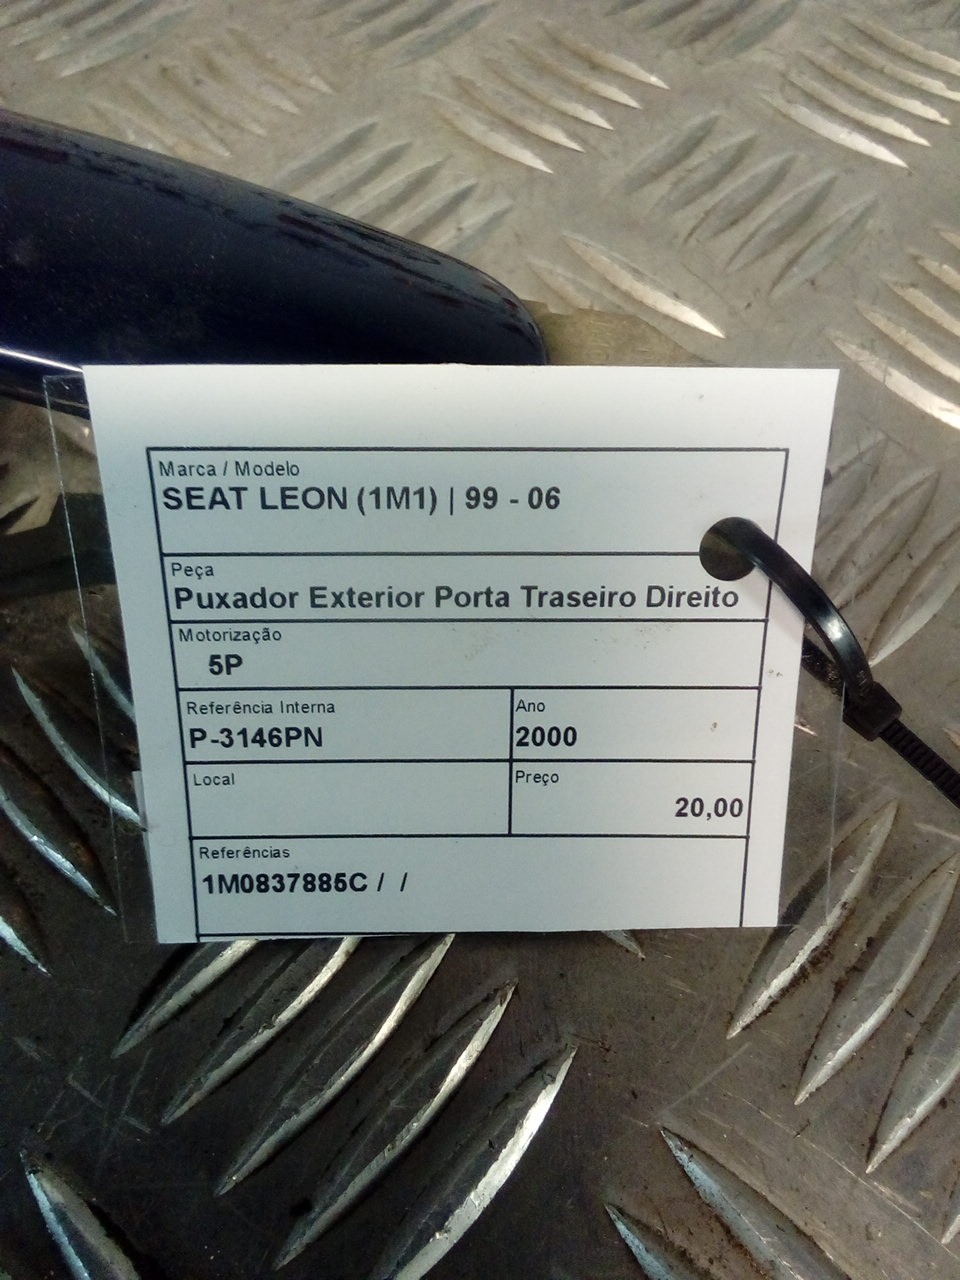 Marca / Modelo
SEAT LEON (1M1) | 99 - 06
Peça
Puxador Exterior Porta Traseiro Direito
Motorização
5P
Referência Interna
P-3146PN
Ano
2000
Local
Preço
20,00
Referências
1M0837885C / /